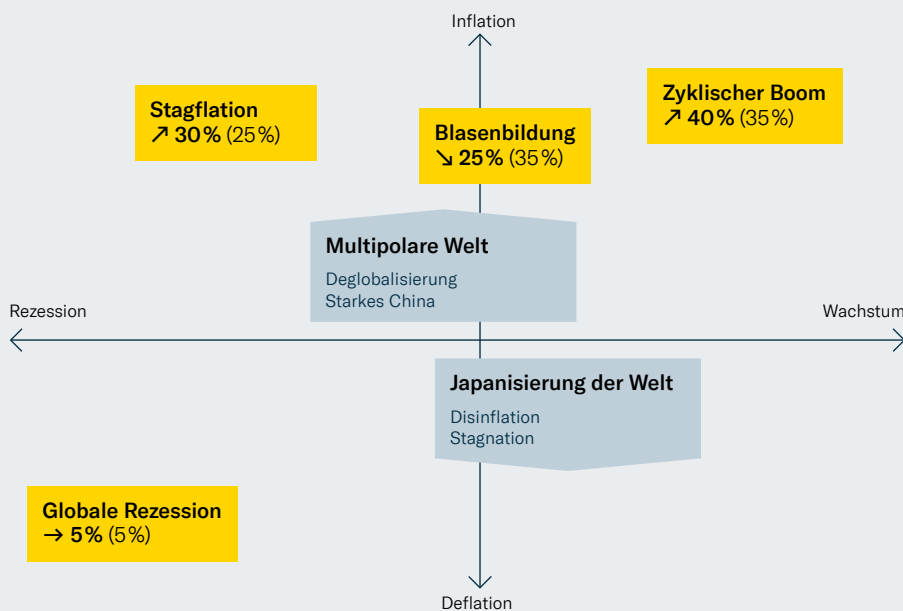 Inflation
Stagflation
↗ 30% (25%)
Blasenbildung
↘ 25% (35%)
Zyklischer Boom
↗ 40% (35%)
Multipolare Welt
Deglobalisierung
Starkes China
Rezession
Wachstum
Japanisierung der Welt
Disinflation
Stagnation
Globale Rezession
→ 5% (5%)
Deflation